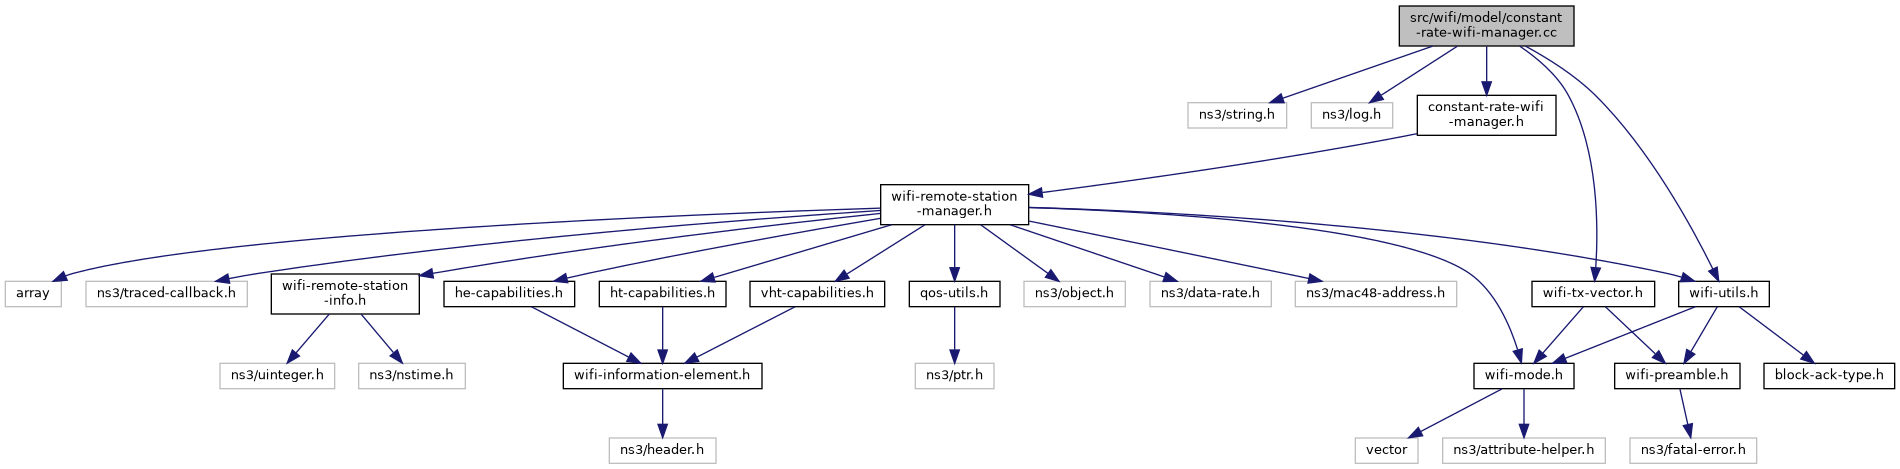 src/wifi/model/constant
-rate-wifi-manager.cc
ns3/string.h
ns3/log.h
constant-rate-wifi
-manager.h
wifi-remote-station
-manager.h
array
ns3/traced-callback.h
wifi-remote-station
-info.h
he-capabilities.h
ht-capabilities.h
vht-capabilities.h
qos-utils.h
ns3/object.h
ns3/data-rate.h
ns3/mac48-address.h
wifi-tx-vector.h
wifi-utils.h
ns3/uinteger.h
ns3/nstime.h
wifi-information-element.h
ns3/ptr.h
wifi-mode.h
wifi-preamble.h
block-ack-type.h
ns3/header.h
vector
ns3/attribute-helper.h
ns3/fatal-error.h